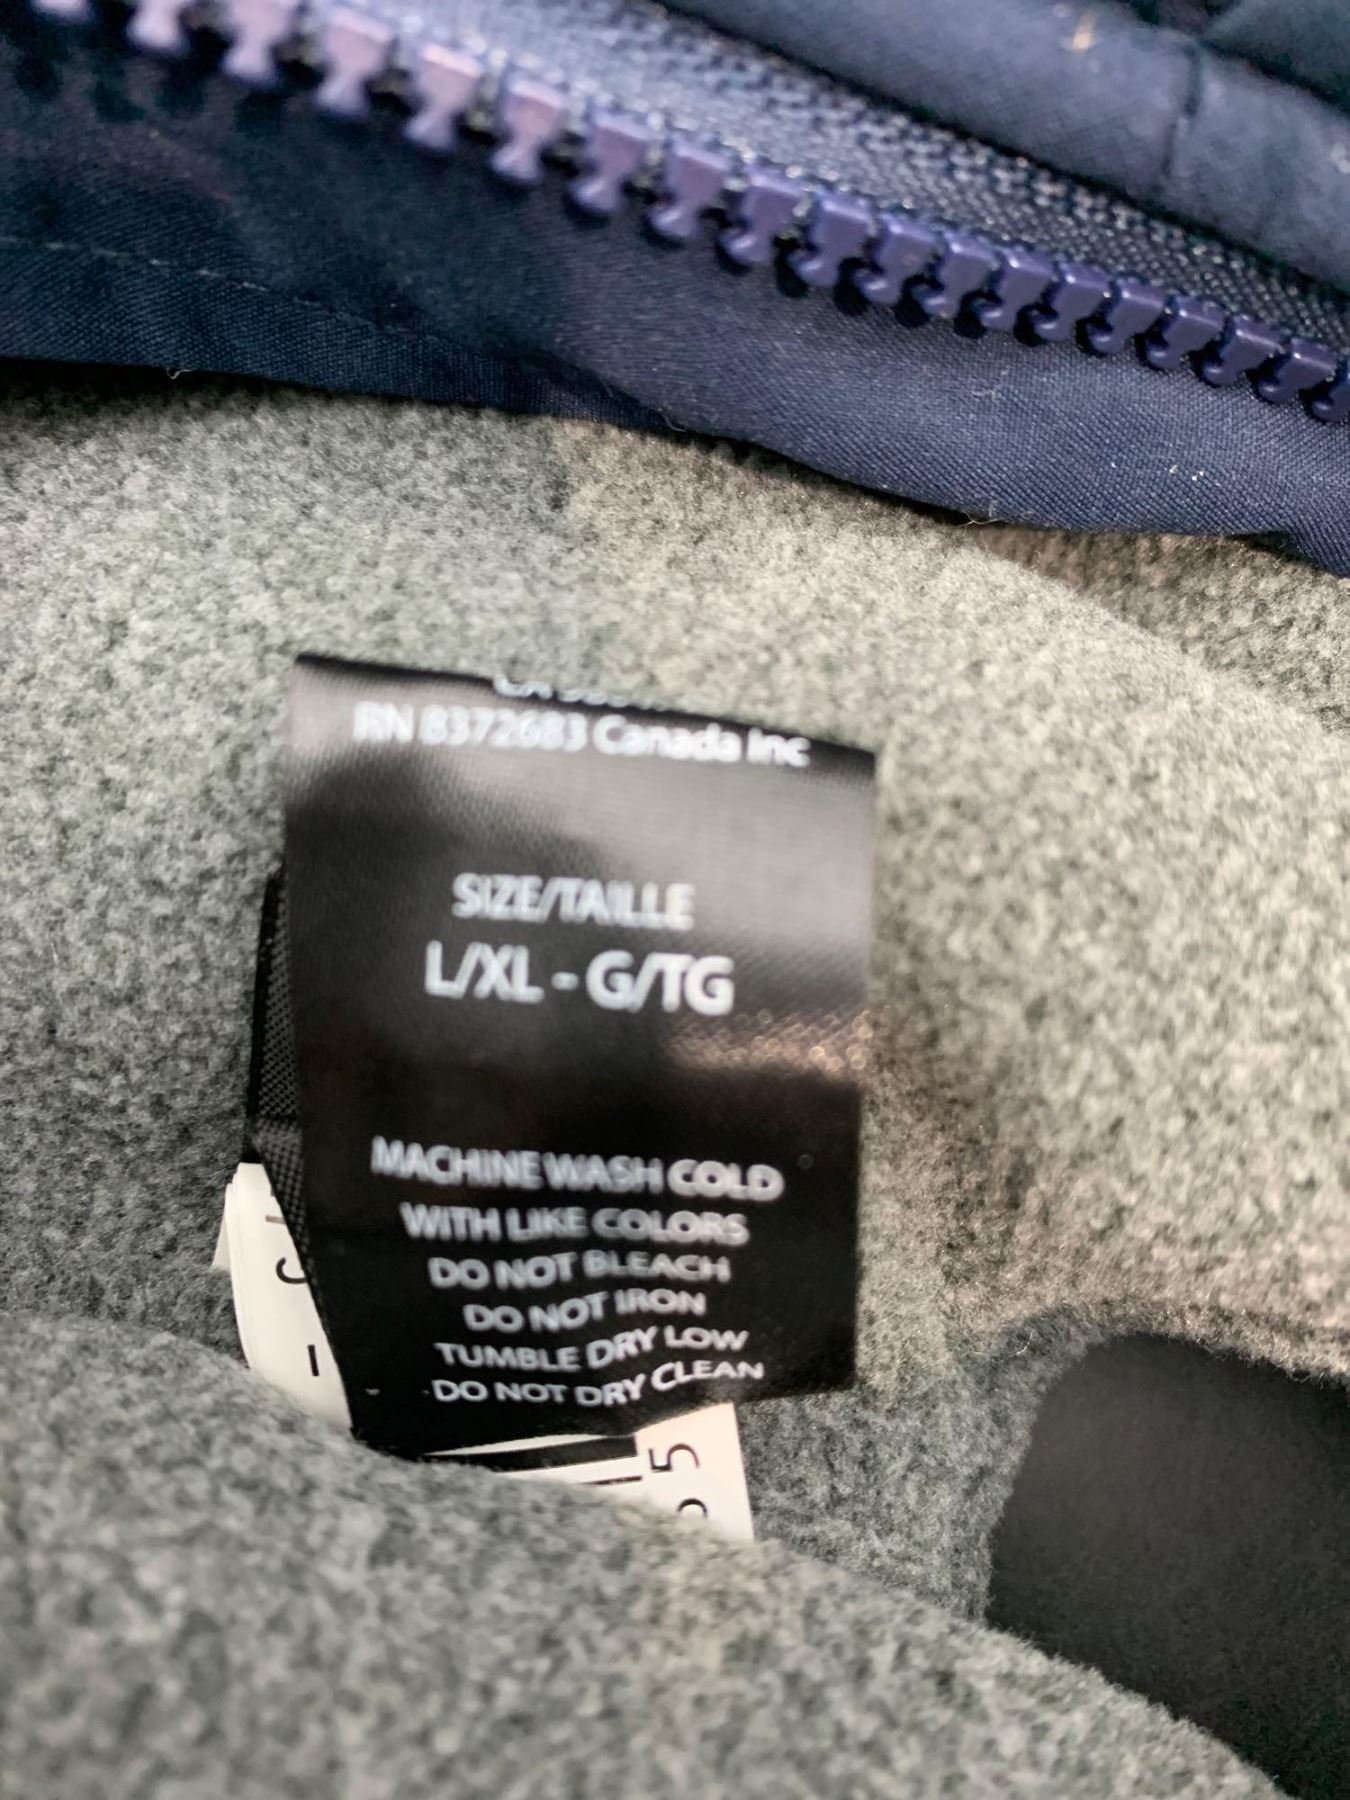 RN 8372683 Canada Inc
SIZE/TAILLE
L/XL - G/TG
MACHINE WASH COLD
WITH LIKE COLORS
DO NOT BLEACH
DO NOT IRON
TUMBLE DRY LOW
DO NOT DRY CLEAN
5